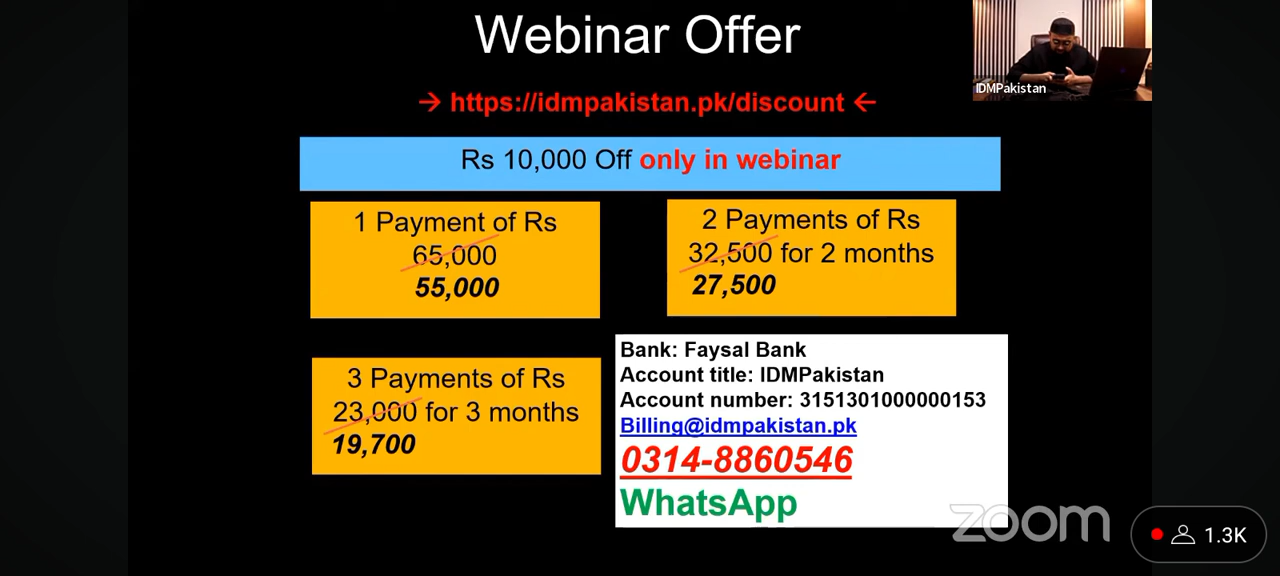 Webinar Offer
IDMPakistan
→ https://idmpakistan.pk/discount ←
Rs 10,000 Off only in webinar
1 Payment of Rs
65,000
55,000
2 Payments of Rs
32,500 for 2 months
27,500
3 Payments of Rs
23,000 for 3 months
19,700
Bank: Faysal Bank
Account title: IDMPakistan
Account number: 3151301000000153
Billing@idmpakistan.pk
0314-8860546
WhatsApp
zoom
1.3K